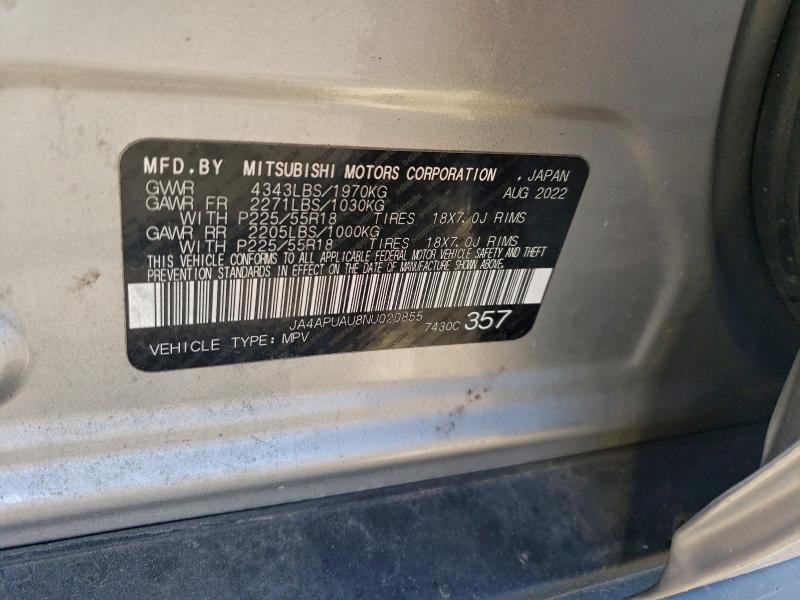 MFD.BY MITSUBISHI MOTORS CORPORATION , JAPAN
GVWR 4343LBS/1970KG AUG 2022
GAWR FR 2271LBS/1030KG
WITH P225/55R18 TIRES 18X7.0J RIMS
GAWR RR 2205LBS/1000KG
WITH P225/55R18 TIRES 18X7.0J RIMS
THIS VEHICLE CONFORMS TO ALL APPLICABLE FEDERAL MOTOR VEHICLE SAFETY AND THEFT
PREVENTION STANDARDS IN EFFECT ON THE DATE OF MANUFACTURE SHOWN ABOVE.
JA4APUAU8NU020855 7430C 357
VEHICLE TYPE: MPV